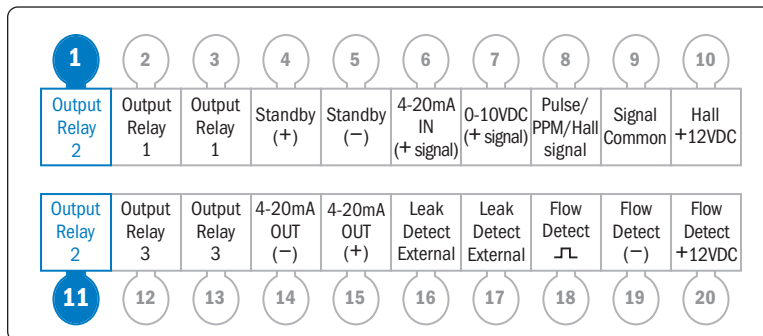 1 2 3 4 5 6 7 8 9 10
Output Relay 2
Output Relay 1
Output Relay 1
Standby (+)
Standby (−)
4-20mA IN (+ signal)
0-10VDC (+ signal)
Pulse/ PPM/Hall signal
Signal Common
Hall +12VDC
Output Relay 2
Output Relay 3
Output Relay 3
4-20mA OUT (−)
4-20mA OUT (+)
Leak Detect External
Leak Detect External
Flow Detect
Flow Detect (−)
Flow Detect +12VDC
11 12 13 14 15 16 17 18 19 20